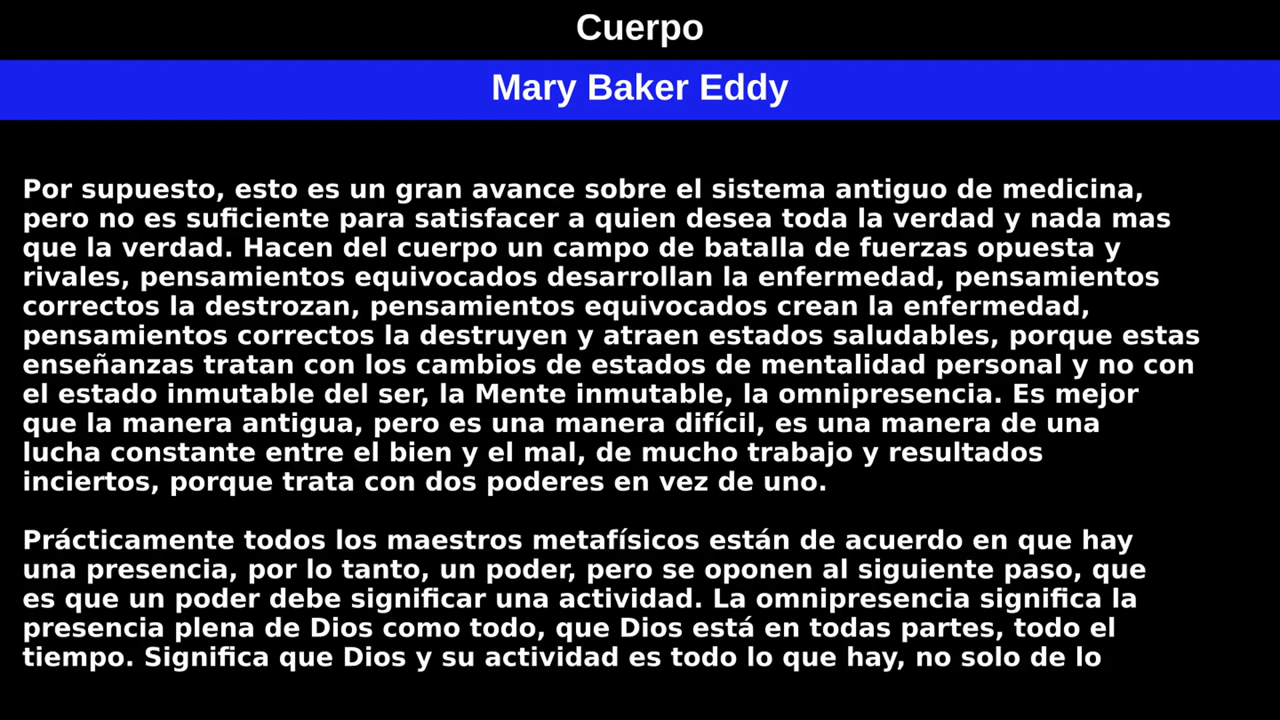 Cuerpo
Mary Baker Eddy
Por supuesto, esto es un gran avance sobre el sistema antiguo de medicina,
pero no es suficiente para satisfacer a quien desea toda la verdad y nada mas
que la verdad. Hacen del cuerpo un campo de batalla de fuerzas opuesta y
rivales, pensamientos equivocados desarrollan la enfermedad, pensamientos
correctos la destrozan, pensamientos equivocados crean la enfermedad,
pensamientos correctos la destruyen y atraen estados saludables, porque estas
enseñanzas tratan con los cambios de estados de mentalidad personal y no con
el estado inmutable del ser, la Mente inmutable, la omnipresencia. Es mejor
que la manera antigua, pero es una manera difícil, es una manera de una
lucha constante entre el bien y el mal, de mucho trabajo y resultados
inciertos, porque trata con dos poderes en vez de uno.
Prácticamente todos los maestros metafísicos están de acuerdo en que hay
una presencia, por lo tanto, un poder, pero se oponen al siguiente paso, que
es que un poder debe significar una actividad. La omnipresencia significa la
presencia plena de Dios como todo, que Dios está en todas partes, todo el
tiempo. Significa que Dios y su actividad es todo lo que hay, no solo de lo